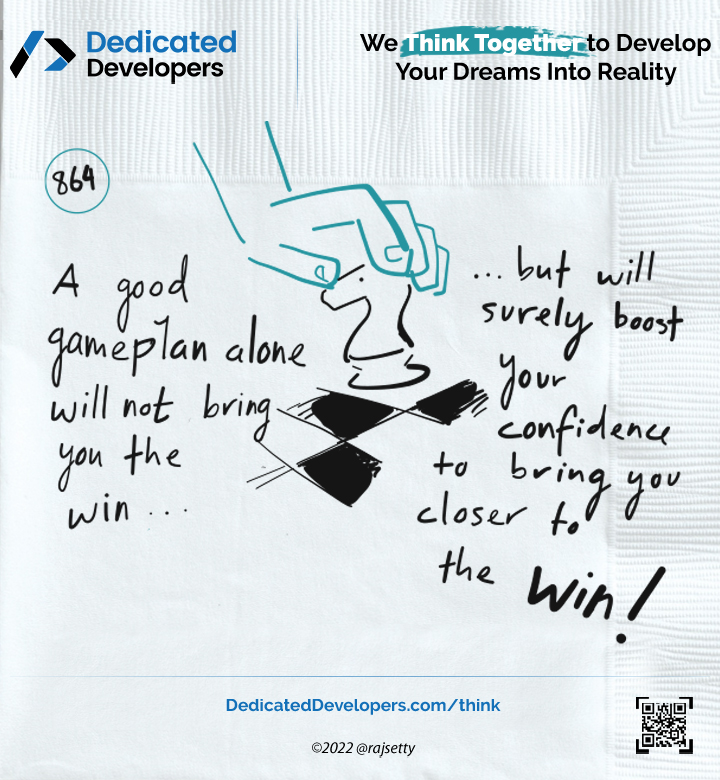 Dedicated
Developers
We Think Together to Develop
Your Dreams Into Reality
864
A good
gameplan alone
will not bring
you the
win ...
... but will
surely boost
your
confidence
to bring you
closer to
the win!
DedicatedDevelopers.com/think
©2022 @rajsetty